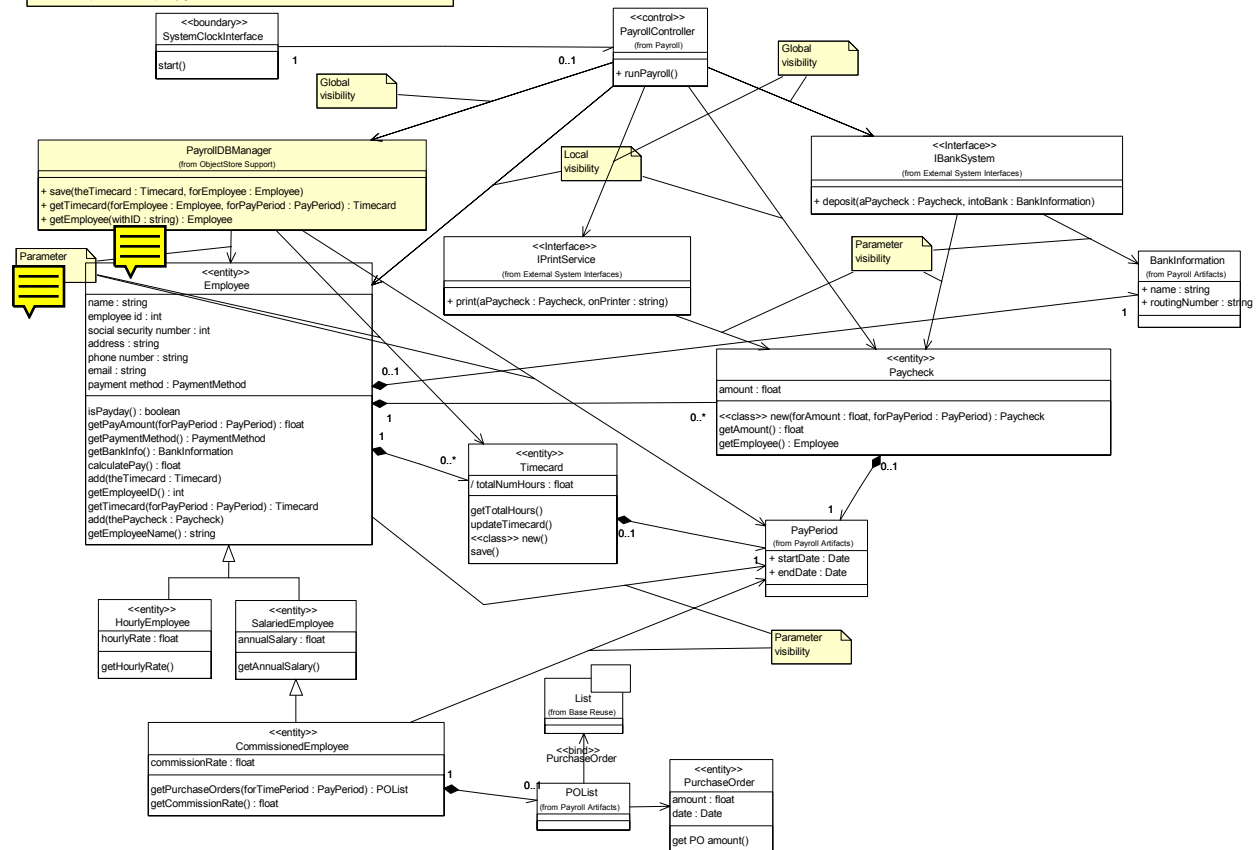 <<boundary>>
SystemClockInterface
start()
1
0..1
<<control>>
PayrollController
(from Payroll)
+ runPayroll()
Global
visibility
Global
visibility
PayrollDBManager
(from ObjectStore Support)
+ save(theTimecard : Timecard, forEmployee : Employee)
+ getTimecard(forEmployee : Employee, forPayPeriod : PayPeriod) : Timecard
+ getEmployee(withID : string) : Employee
Local
visibility
<<Interface>>
IBankSystem
(from External System Interfaces)
+ deposit(aPaycheck : Paycheck, intoBank : BankInformation)
Parameter
<<Interface>>
IPrintService
(from External System Interfaces)
+ print(aPaycheck : Paycheck, onPrinter : string)
Parameter
visibility
BankInformation
(from Payroll Artifacts)
+ name : string
+ routingNumber : string
1
<<entity>>
Employee
name : string
employee id : int
social security number : int
address : string
phone number : string
email : string
payment method : PaymentMethod
isPayday() : boolean
getPayAmount(forPayPeriod : PayPeriod) : float
getPaymentMethod() : PaymentMethod
getBankInfo() : BankInformation
calculatePay() : float
add(theTimecard : Timecard)
getEmployeeID() : int
getTimecard(forPayPeriod : PayPeriod) : Timecard
add(thePaycheck : Paycheck)
getEmployeeName() : string
0..1
1
0..*
1
0..*
<<entity>>
Paycheck
amount : float
<<class>> new(forAmount : float, forPayPeriod : PayPeriod) : Paycheck
getAmount() : float
getEmployee() : Employee
0..1
1
<<entity>>
Timecard
/ totalNumHours : float
getTotalHours()
updateTimecard()
<<class>> new()
save()
0..1
1
PayPeriod
(from Payroll Artifacts)
+ startDate : Date
+ endDate : Date
<<entity>>
HourlyEmployee
hourlyRate : float
getHourlyRate()
<<entity>>
SalariedEmployee
annualSalary : float
getAnnualSalary()
Parameter
visibility
<<entity>>
CommissionedEmployee
commissionRate : float
getPurchaseOrders(forTimePeriod : PayPeriod) : POList
getCommissionRate() : float
1
0..1
List
(from Base Reuse)
<<bind>>
PurchaseOrder
POList
(from Payroll Artifacts)
<<entity>>
PurchaseOrder
amount : float
date : Date
get PO amount()